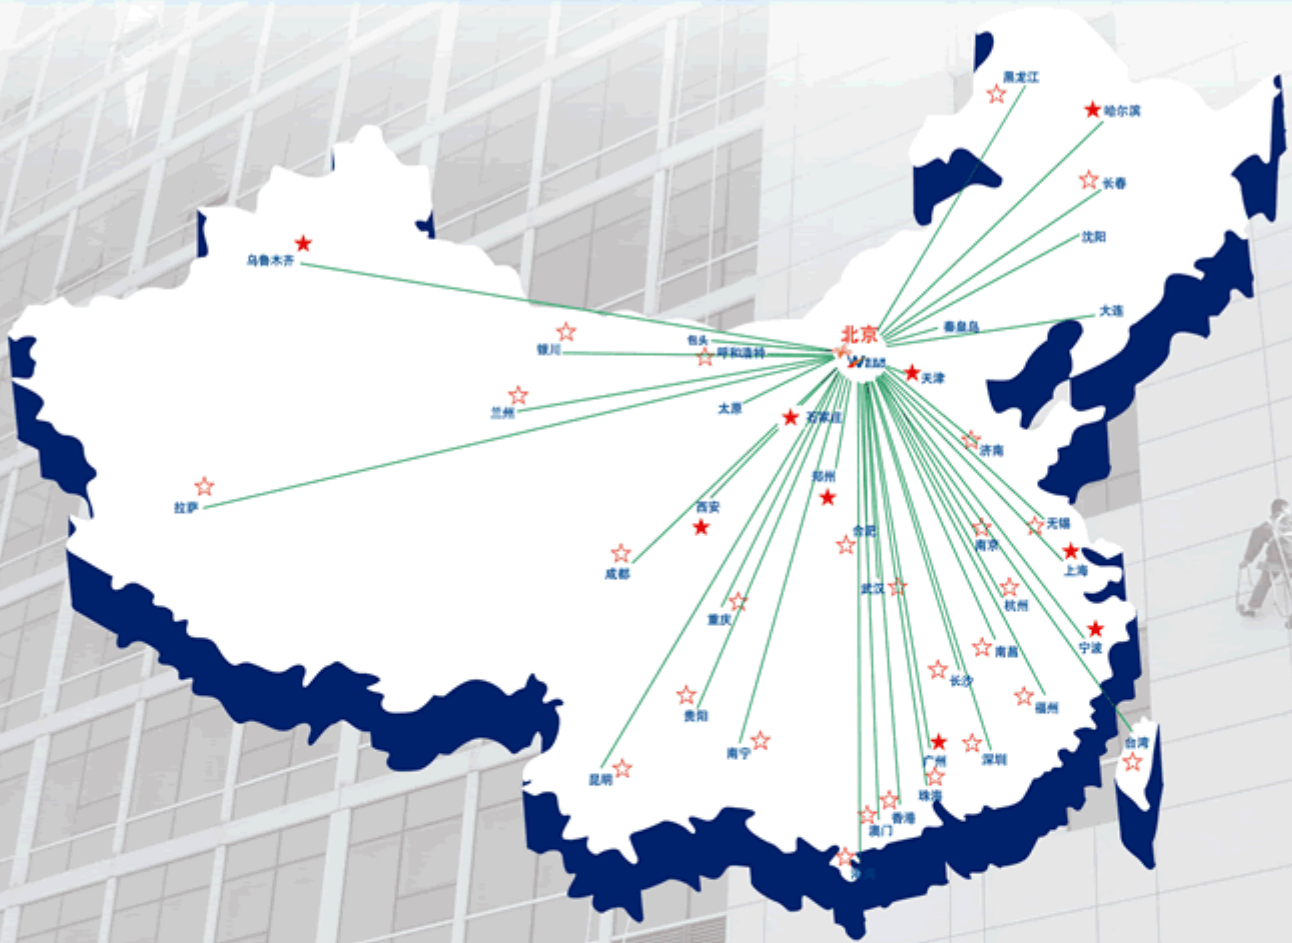 黑龙江
哈尔滨
长春
沈阳
乌鲁木齐
大连
秦皇岛
北京
包头
银川
呼和浩特
天津
太原
兰州
石家庄
济南
郑州
拉萨
西安
无锡
合肥
南京
成都
上海
武汉
杭州
重庆
宁波
南昌
长沙
贵阳
福州
台湾
南宁
广州
深圳
昆明
珠海
香港
澳门